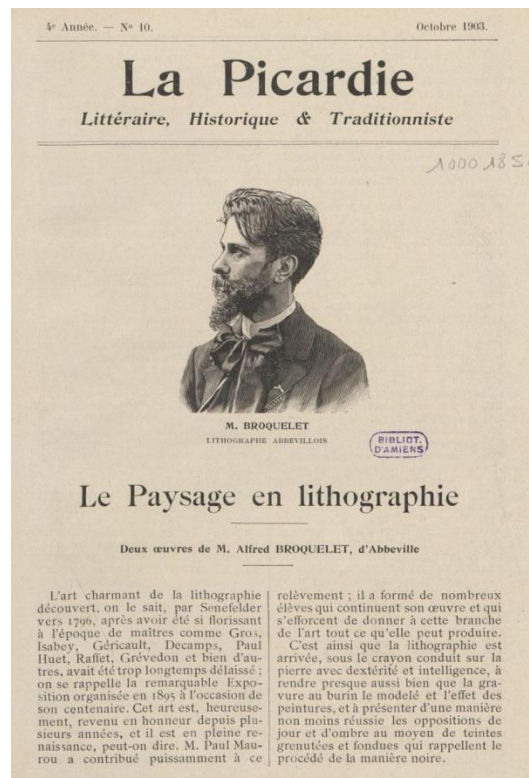 4e Année. — No 10.
Octobre 1903.
La Picardie
Littéraire, Historique & Traditionniste
1000185
M. BROQUELET
LITHOGRAPHE ABBEVILLOIS
BIBLIOT.
D'AMIENS
Le Paysage en lithographie
Deux œuvres de M. Alfred BROQUELET, d'Abbeville
L'art charmant de la lithographie
découvert, on le sait, par Senefelder
vers 1796, après avoir été si florissant
à l'époque de maîtres comme Gros,
Isabey, Géricault, Decamps, Paul
Huet, Raffet, Grévedon et bien d'au-
tres, avait été trop longtemps délaissé ;
on se rappelle la remarquable Expo-
sition organisée en 1895 à l'occasion de
son centenaire. Cet art est, heureuse-
ment, revenu en honneur depuis plu-
sieurs années, et il est en pleine re-
naissance, peut-on dire. M. Paul Mau-
rou a contribué puissamment à ce
relèvement ; il a formé de nombreux
élèves qui continuent son œuvre et qui
s'efforcent de donner à cette branche
de l'art tout ce qu'elle peut produire.
C'est ainsi que la lithographie est
arrivée, sous le crayon conduit sur la
pierre avec dextérité et intelligence, à
rendre presque aussi bien que la gra-
vure au burin le modelé et l'effet des
peintures, et à présenter d'une manière
non moins réussie les oppositions de
jour et d'ombre au moyen de teintes
grenutées et fondues qui rappellent le
procédé de la manière noire.